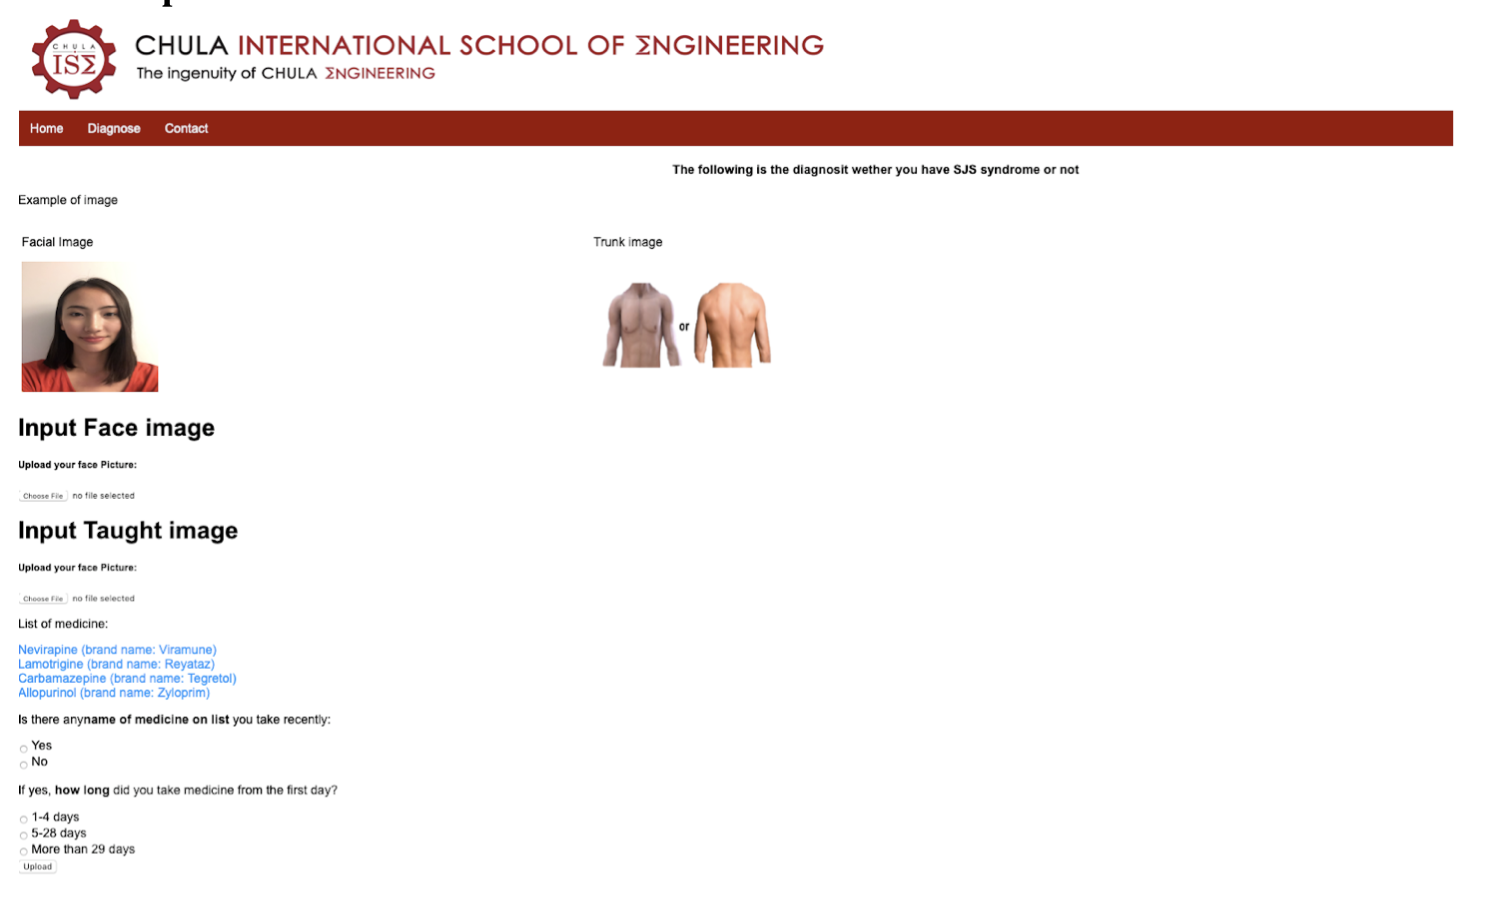 CHULA
ISΣ
CHULA INTERNATIONAL SCHOOL OF ΣNGINEERING
The ingenuity of CHULA ΣNGINEERING
Home Diagnose Contact
The following is the diagnosit wether you have SJS syndrome or not
Example of image
Facial Image Trunk image
or
Input Face image
Upload your face Picture:
Choose File no file selected
Input Taught image
Upload your face Picture:
Choose File no file selected
List of medicine:
Nevirapine (brand name: Viramune)
Lamotrigine (brand name: Reyataz)
Carbamazepine (brand name: Tegretol)
Allopurinol (brand name: Zyloprim)
Is there anyname of medicine on list you take recently:
Yes
No
If yes, how long did you take medicine from the first day?
1-4 days
5-28 days
More than 29 days
Upload